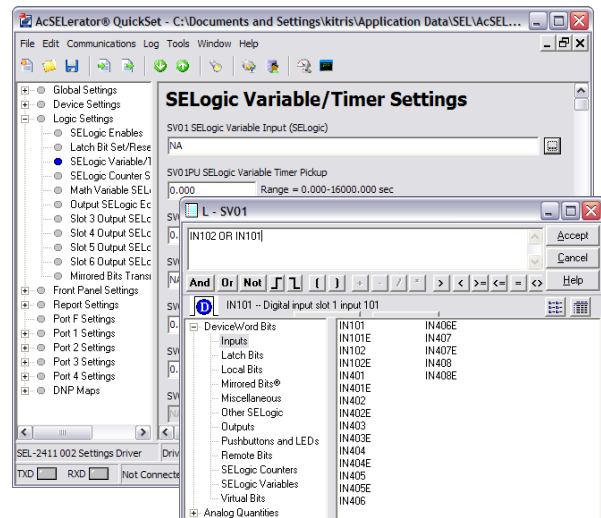 AcSELerator® QuickSet - C:\Documents and Settings\kitris\Application Data\SEL\AcSEL...
File Edit Communications Log Tools Window Help
Global Settings
Device Settings
Logic Settings
SELogic Enables
Latch Bit Set/Rese
SELogic Variable/T
SELogic Counter S
Math Variable SEL
Output SELogic Ec
Slot 3 Output SELc
Slot 4 Output SELc
Slot 5 Output SELc
Slot 6 Output SELc
Mirrored Bits Transı
Front Panel Settings
Report Settings
Port F Settings
Port 1 Settings
Port 2 Settings
Port 3 Settings
Port 4 Settings
DNP Maps
SEL-2411 002 Settings Driver
Driv
TXD
RXD
Not Connecte
SELogic Variable/Timer Settings
SV01 SELogic Variable Input (SELogic)
NA
SV01PU SELogic Variable Timer Pickup
0.000
Range = 0.000-16000.000 sec
L - SV01
IN102 OR IN101
Accept
Cancel
Help
And Or Not ( ) + - / * > < >= <= = <>
D IN101 -- Digital input slot 1 input 101
DeviceWord Bits
Inputs
Latch Bits
Local Bits
Mirrored Bits®
Miscellaneous
Other SELogic
Outputs
Pushbuttons and LEDs
Remote Bits
SELogic Counters
SELogic Variables
Virtual Bits
Analog Quantities
IN101
IN101E
IN102
IN102E
IN401
IN401E
IN402
IN402E
IN403
IN403E
IN404
IN404E
IN405
IN405E
IN406
IN406E
IN407
IN407E
IN408
IN408E